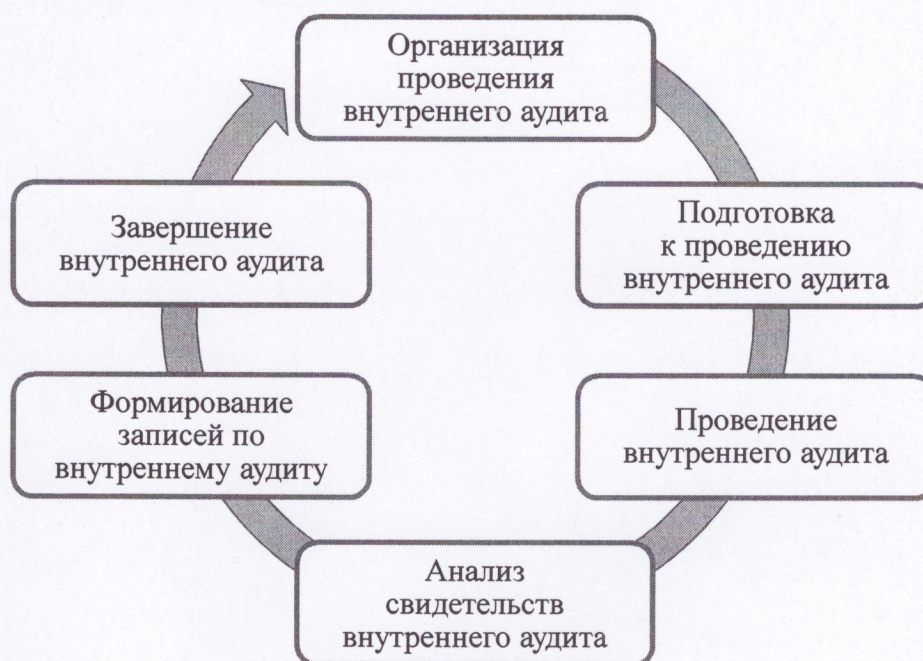 Организация
проведения
внутреннего аудита
Подготовка
к проведению
внутреннего аудита
Проведение
внутреннего аудита
Анализ
свидетельств
внутреннего аудита
Формирование
записей по
внутреннему аудиту
Завершение
внутреннего аудита